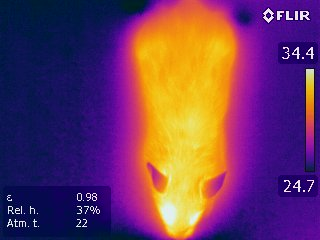 FLIR
34.4
24.7
ε 0.98
Rel. h. 37%
Atm. t. 22